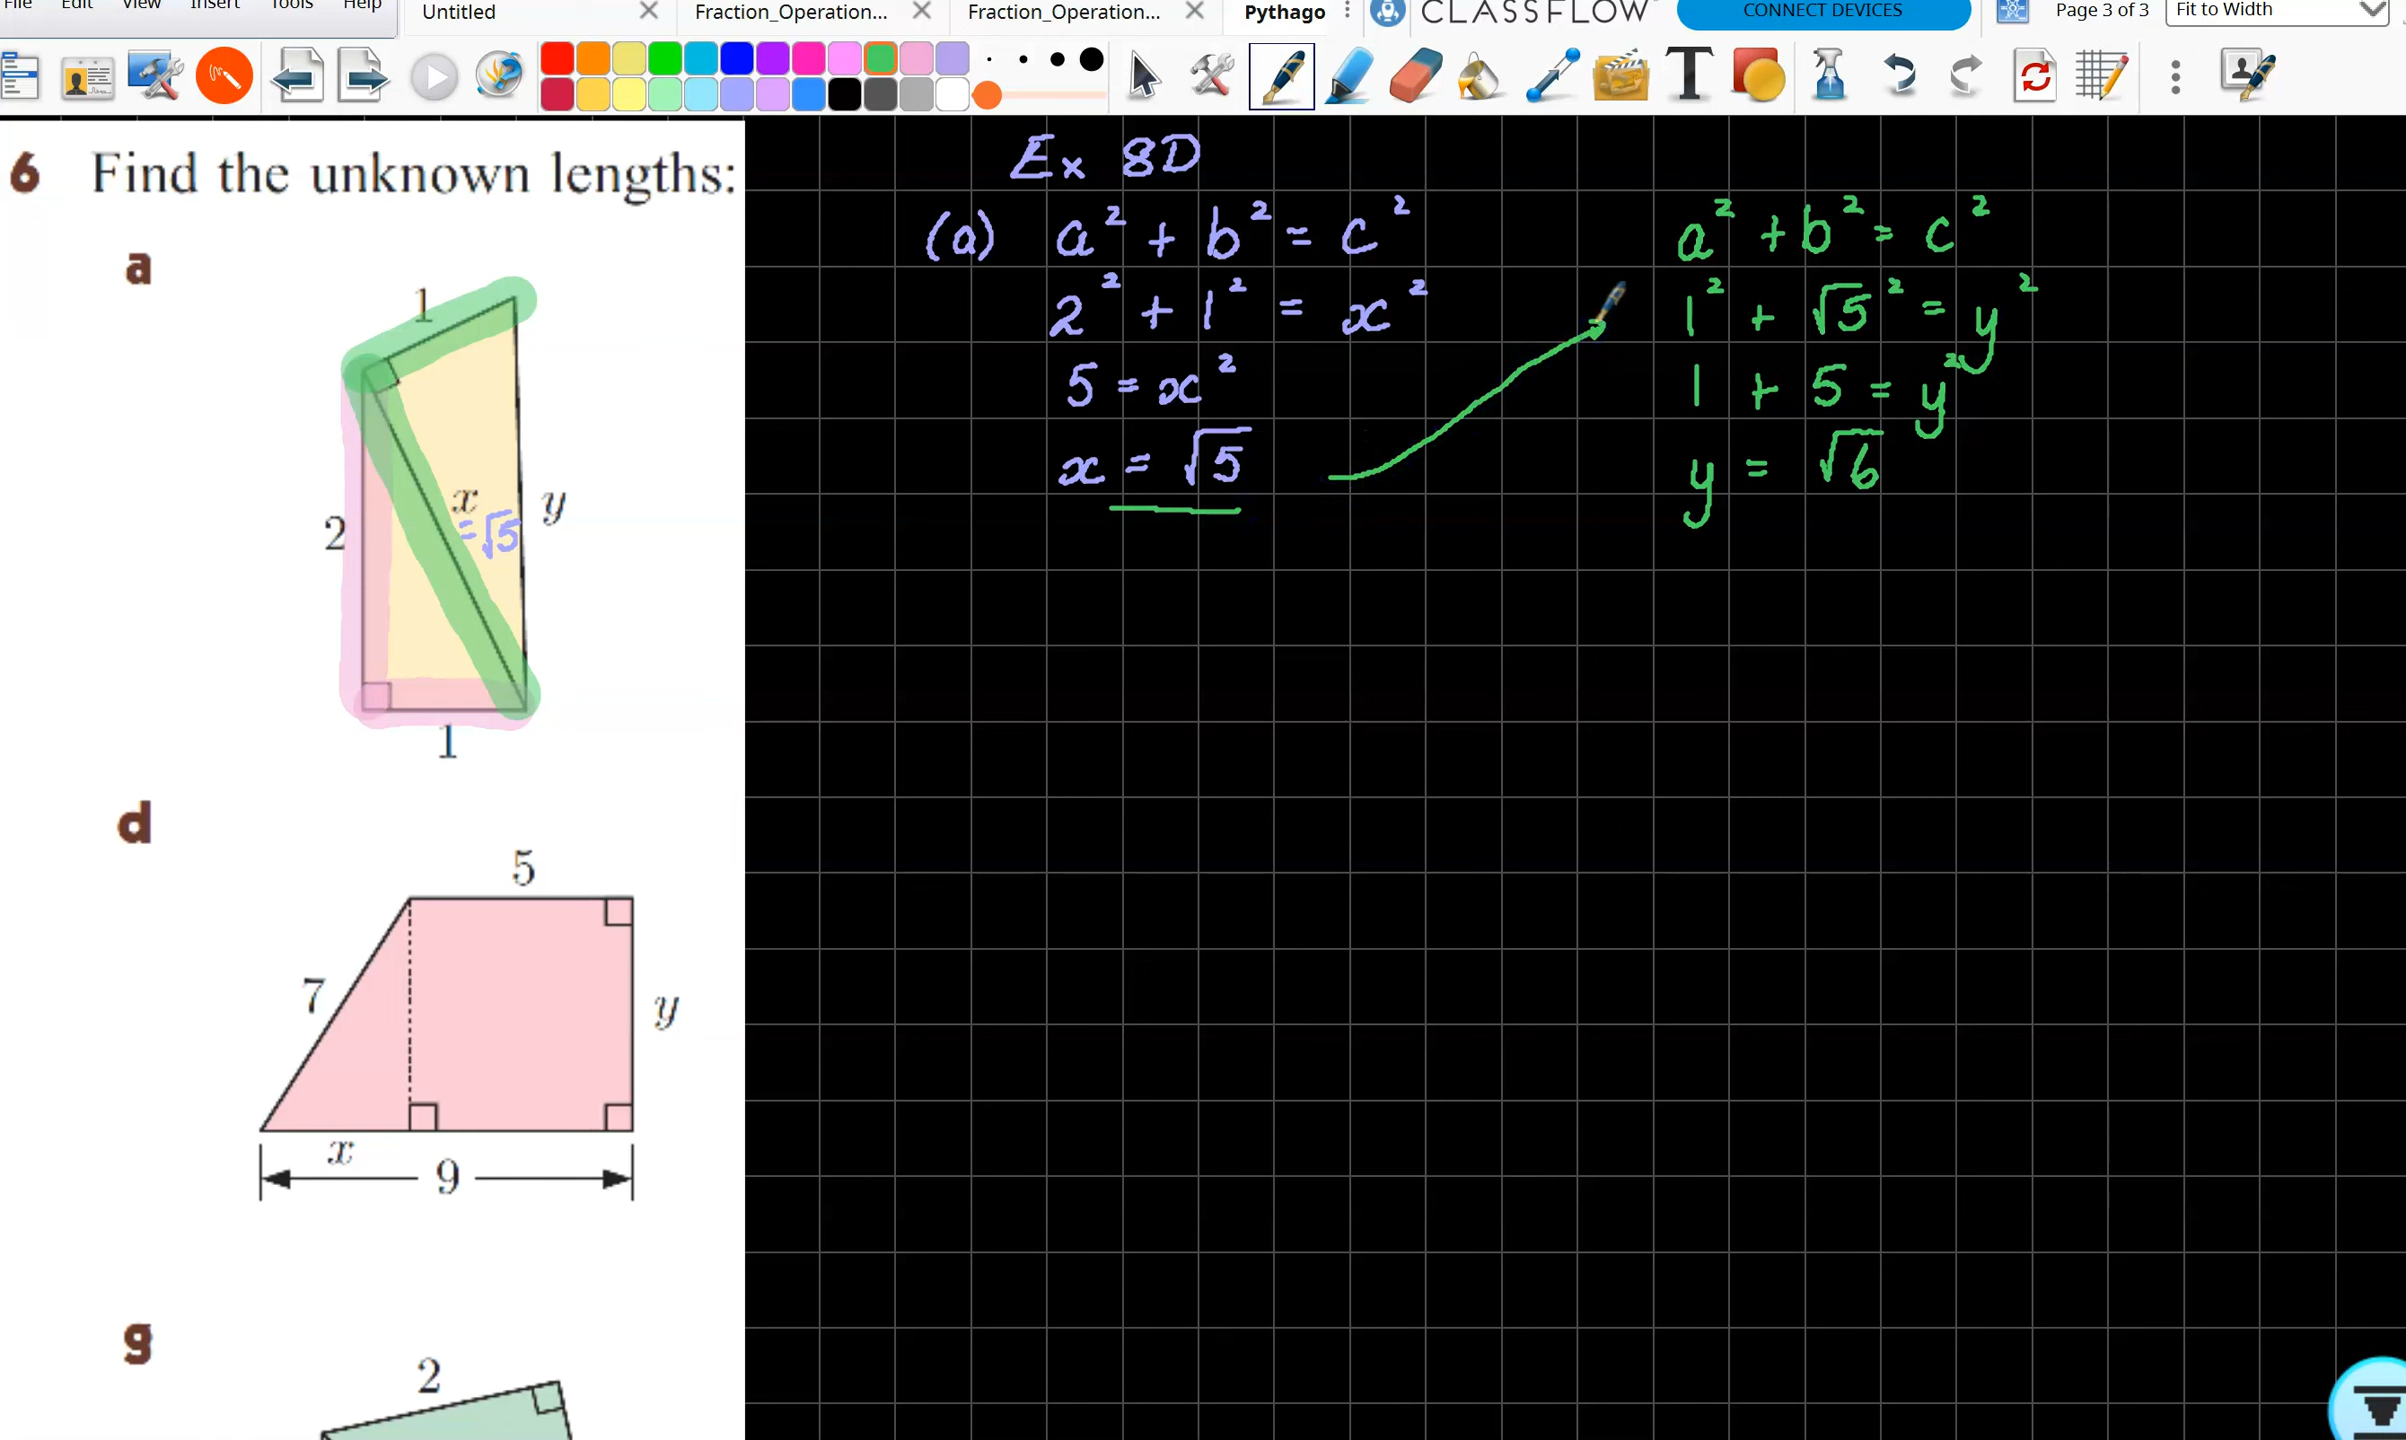 File Edit View Insert Tools Help
Untitled Fraction_Operation... Fraction_Operation... Pythago CLASSFLOW CONNECT DEVICES Page 3 of 3 Fit to Width
6 Find the unknown lengths:
a
1
2
x
=√5
y
1
d
5
7
y
x
9
g
2
Ex 8D
(a) a² + b² = c²
2² + 1² = x²
5 = x²
x = √5
a² + b² = c²
1² + √5² = y²
1 + 5 = y²
y = √6